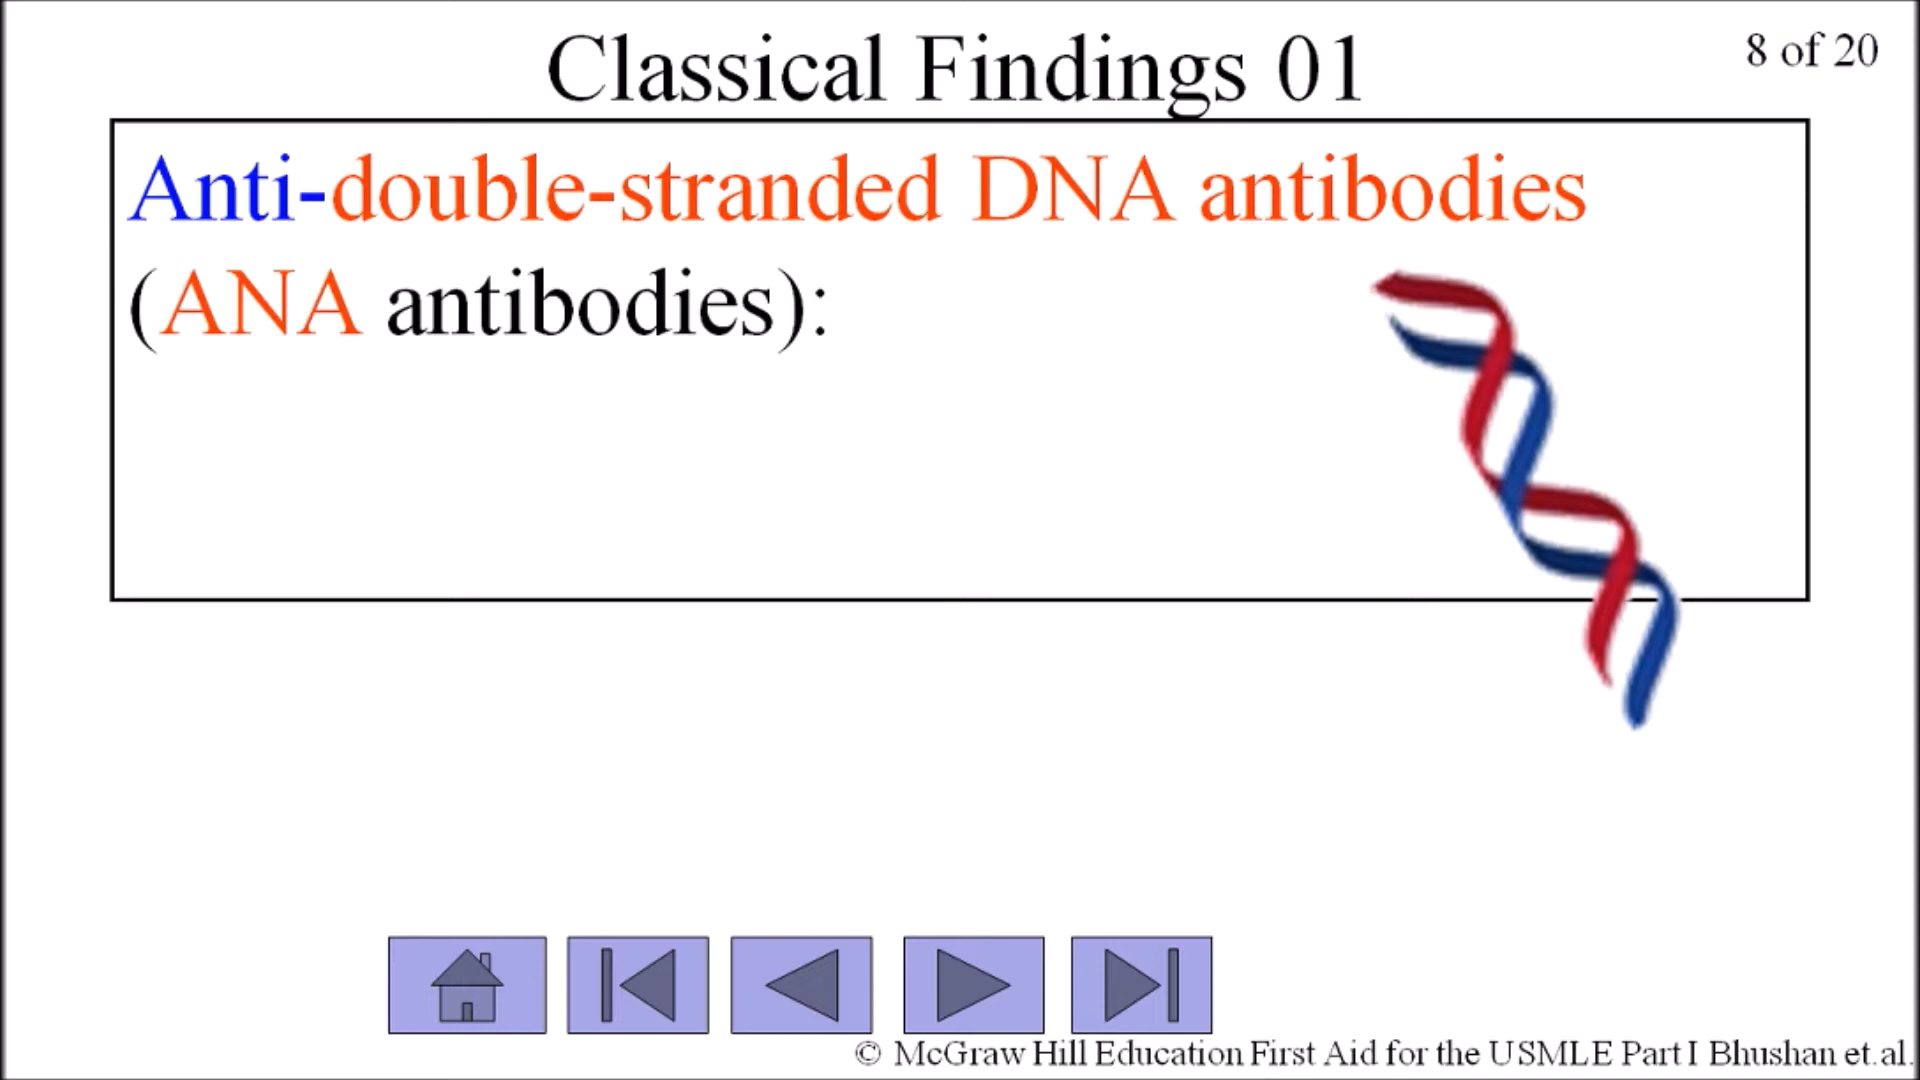 Classical Findings 01
8 of 20
Anti-double-stranded DNA antibodies
(ANA antibodies):
© McGraw Hill Education First Aid for the USMLE Part I Bhushan et.al.